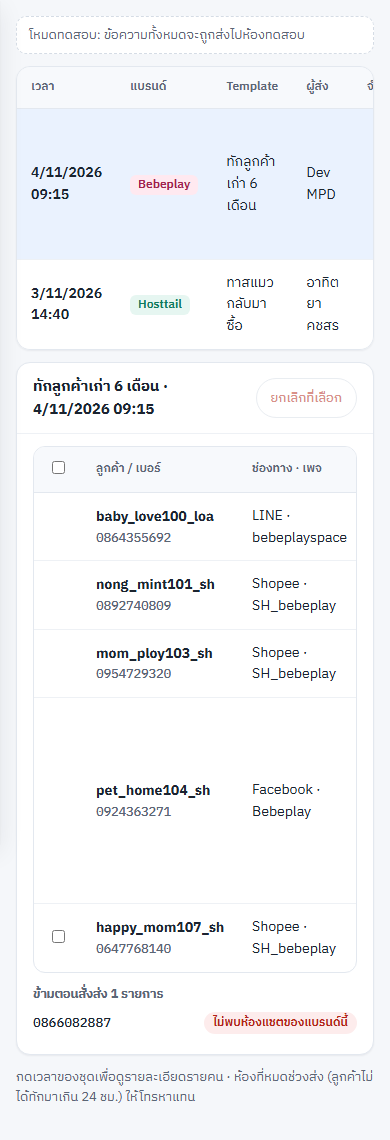 โหมดทดสอบ: ข้อความทั้งหมดจะถูกส่งไปห้องทดสอบ
เวลา แบรนด์ Template ผู้ส่ง
4/11/2026
09:15
Bebeplay
ทักลูกค้า
เก่า 6
เดือน
Dev
MPD
3/11/2026
14:40
Hosttail
ทาสแมว
กลับมา
ซื้อ
อาทิต
ยา
คชสร
ทักลูกค้าเก่า 6 เดือน ·
4/11/2026 09:15
ยกเลิกที่เลือก
ลูกค้า / เบอร์ ช่องทาง · เพจ
baby_love100_loa
0864355692
LINE ·
bebeplayspace
nong_mint101_sh
0892740809
Shopee ·
SH_bebeplay
mom_ploy103_sh
0954729320
Shopee ·
SH_bebeplay
pet_home104_sh
0924363271
Facebook ·
Bebeplay
happy_mom107_sh
0647768140
Shopee ·
SH_bebeplay
ข้ามตอนสั่งส่ง 1 รายการ
0866082887 ไม่พบห้องแชตของแบรนด์นี้
กดเวลาของชุดเพื่อดูรายละเอียดรายคน · ห้องที่หมดช่วงส่ง (ลูกค้าไม่
ได้ทักมาเกิน 24 ชม.) ให้โทรหาแทน